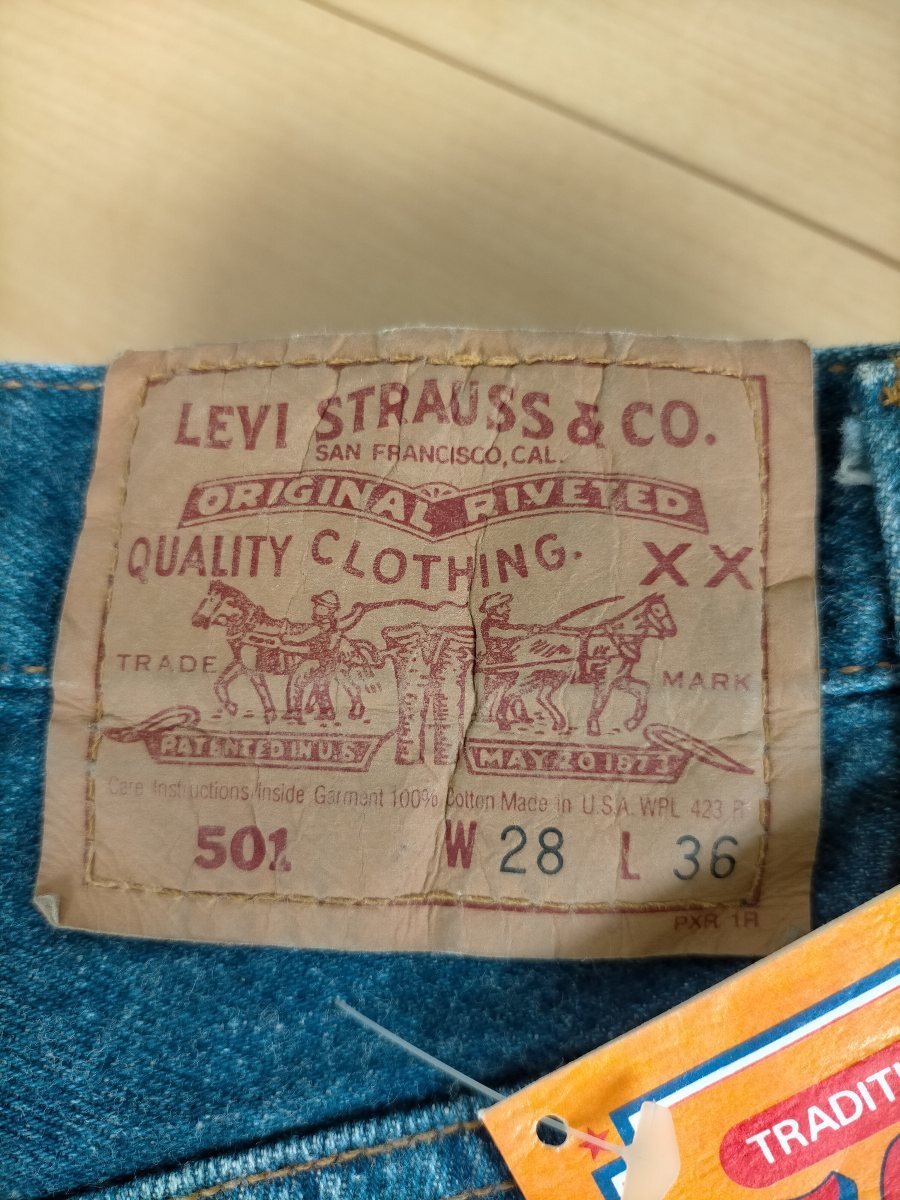 LEVI STRAUSS & CO.
SAN FRANCISCO, CAL.
ORIGINAL RIVETED
QUALITY CLOTHING. XX
TRADE MARK
PATENTED IN U.S. MAY 20 1873
Care Instructions Inside Garment 100% Cotton Made in U.S.A. WPL 423 R
501 W 28 L 36
PXR 1R